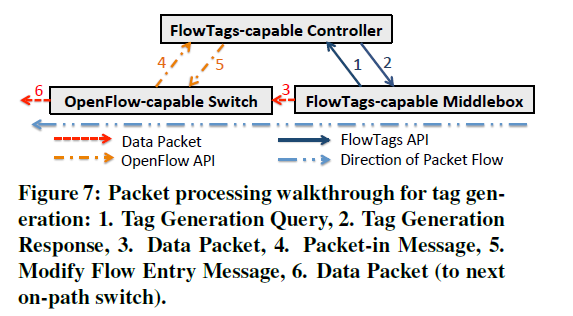 FlowTags-capable Controller
4
5
1
2
6
OpenFlow-capable Switch
3
FlowTags-capable Middlebox
Data Packet
FlowTags API
OpenFlow API
Direction of Packet Flow
Figure 7: Packet processing walkthrough for tag gen-
eration: 1. Tag Generation Query, 2. Tag Generation
Response, 3. Data Packet, 4. Packet-in Message, 5.
Modify Flow Entry Message, 6. Data Packet (to next
on-path switch).